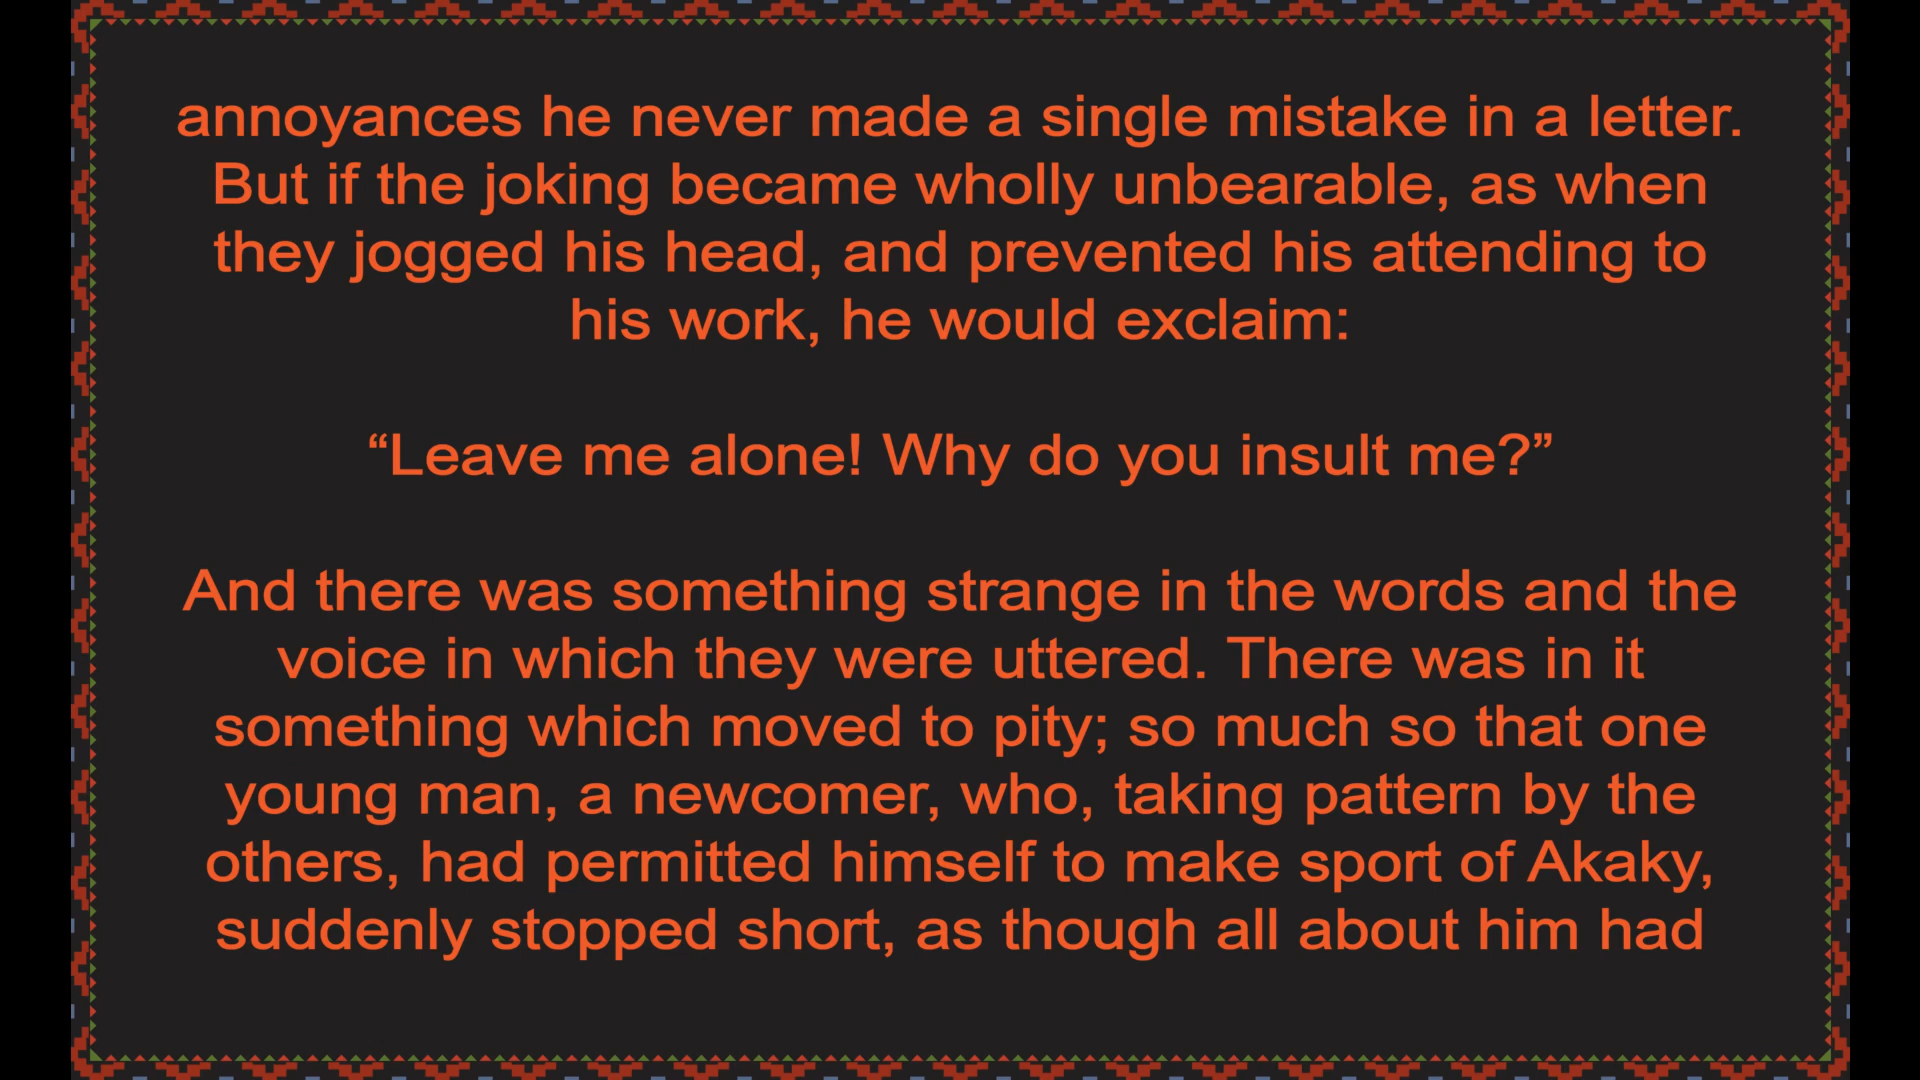 annoyances he never made a single mistake in a letter.
But if the joking became wholly unbearable, as when
they jogged his head, and prevented his attending to
his work, he would exclaim:
“Leave me alone! Why do you insult me?”
And there was something strange in the words and the
voice in which they were uttered. There was in it
something which moved to pity; so much so that one
young man, a newcomer, who, taking pattern by the
others, had permitted himself to make sport of Akaky,
suddenly stopped short, as though all about him had